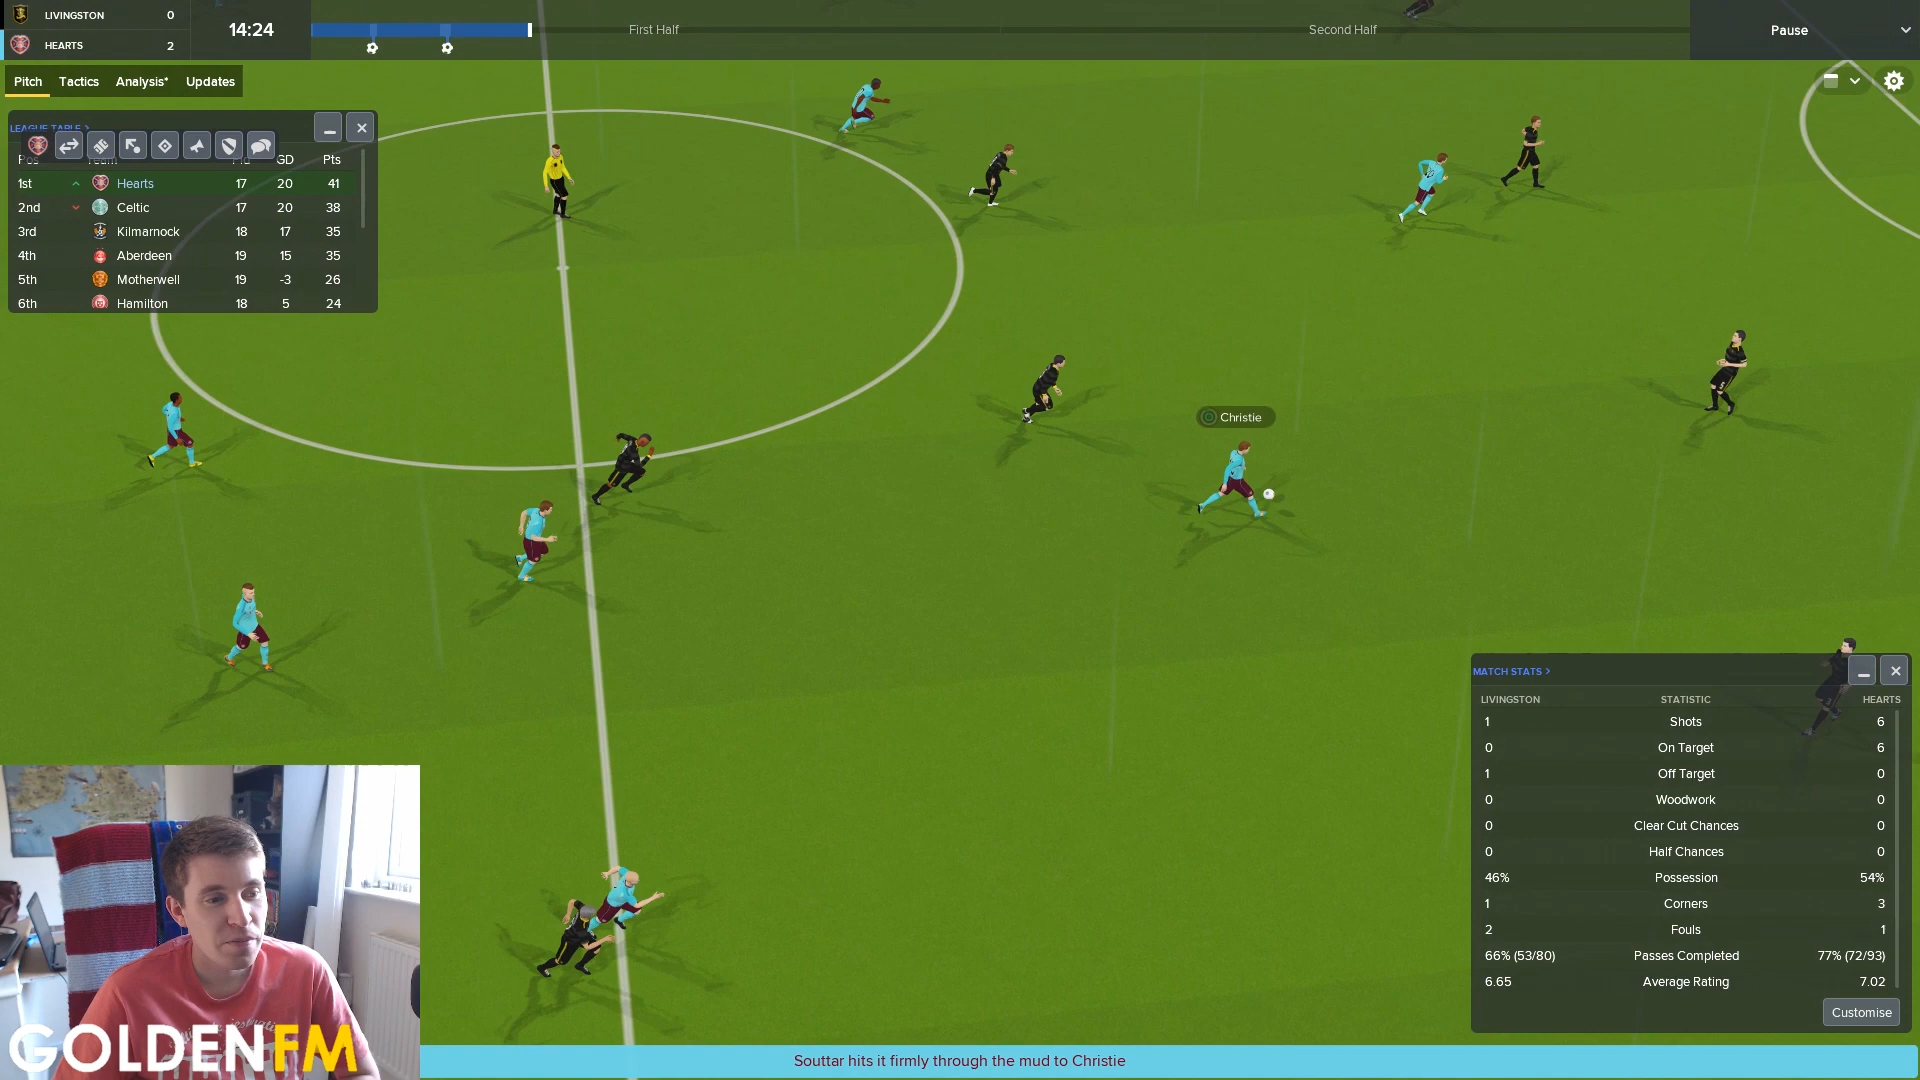 LIVINGSTON 0
HEARTS 2
14:24
First Half
Second Half
Pause
Pitch Tactics Analysis* Updates
LEAGUE TABLE >
Pos Team Pld GD Pts
1st Hearts 17 20 41
2nd Celtic 17 20 38
3rd Kilmarnock 18 17 35
4th Aberdeen 19 15 35
5th Motherwell 19 -3 26
6th Hamilton 18 5 24
Christie
MATCH STATS >
LIVINGSTON STATISTIC HEARTS
1 Shots 6
0 On Target 6
1 Off Target 0
0 Woodwork 0
0 Clear Cut Chances 0
0 Half Chances 0
46% Possession 54%
1 Corners 3
2 Fouls 1
66% (53/80) Passes Completed 77% (72/93)
6.65 Average Rating 7.02
Customise
GOLDENFM
Souttar hits it firmly through the mud to Christie